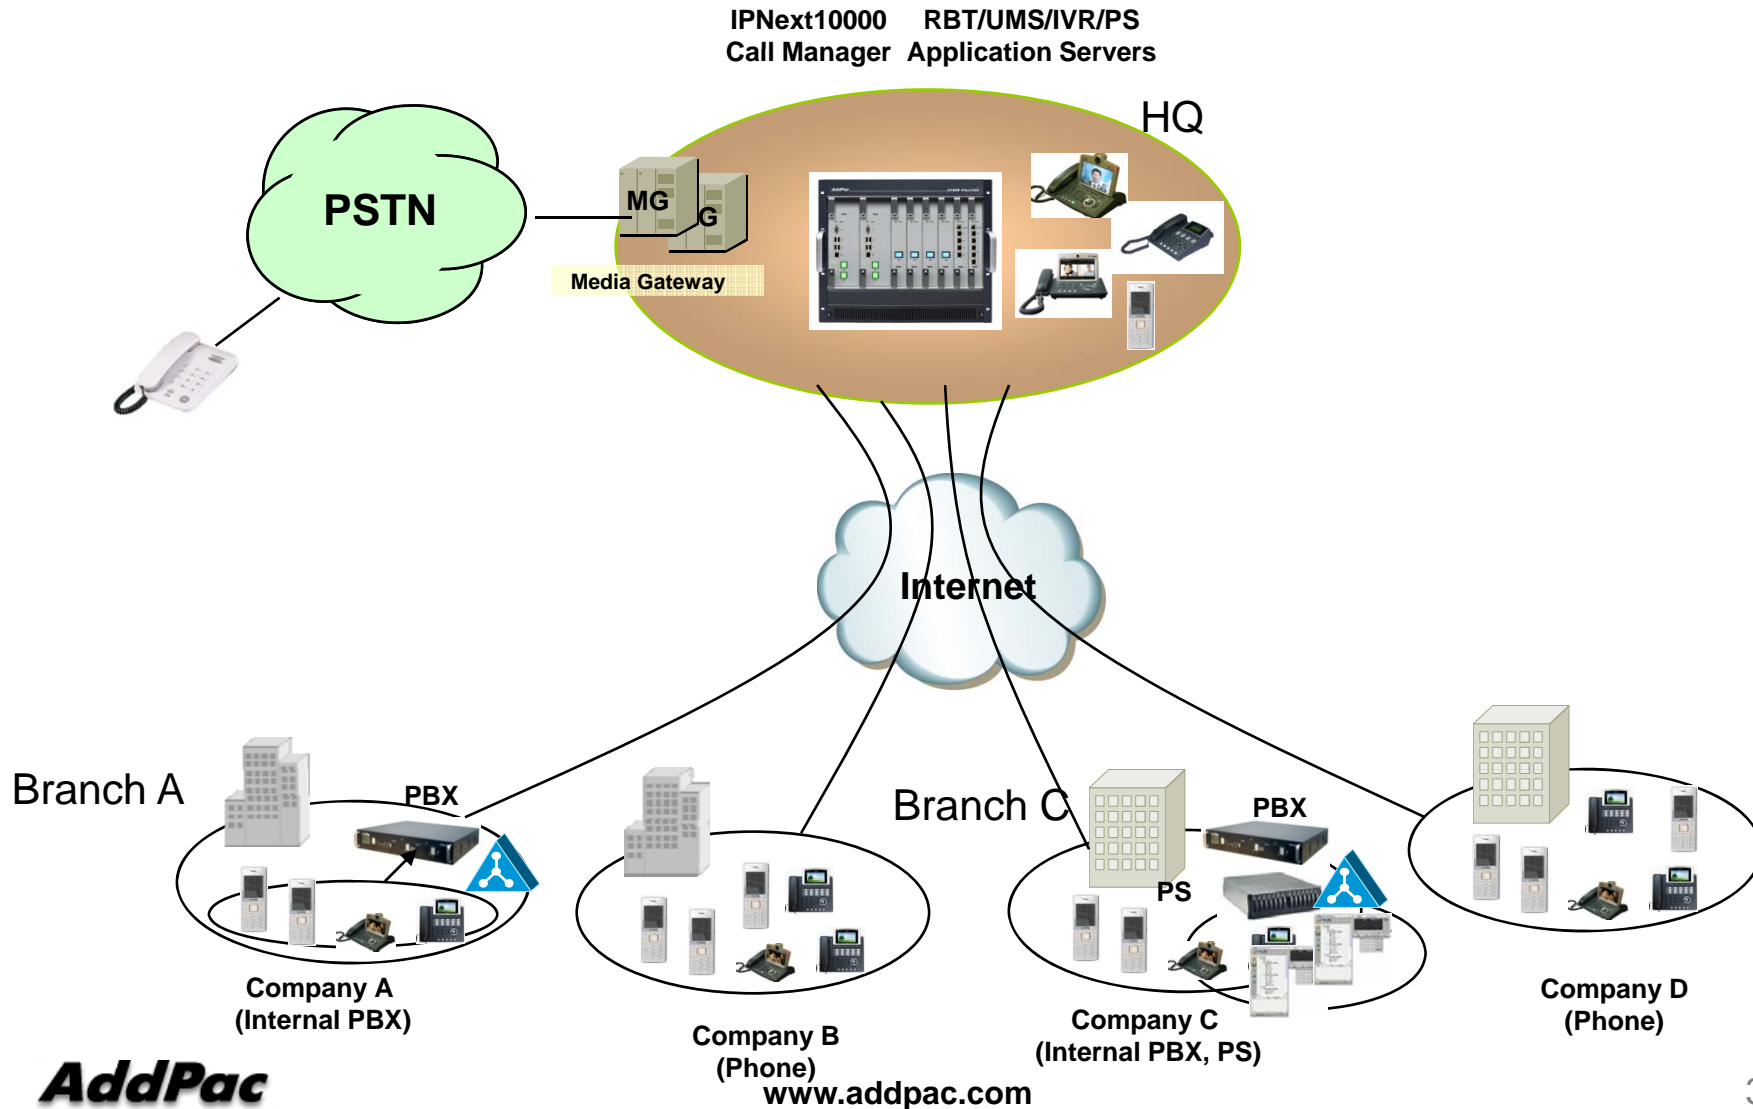 IPNext10000 RBT/UMS/IVR/PS
Call Manager Application Servers
HQ
PSTN
MG
G
Media Gateway
Internet
Branch A
PBX
Branch C
PBX
PS
Company A
(Internal PBX)
Company B
(Phone)
Company C
(Internal PBX, PS)
Company D
(Phone)
AddPac
www.addpac.com